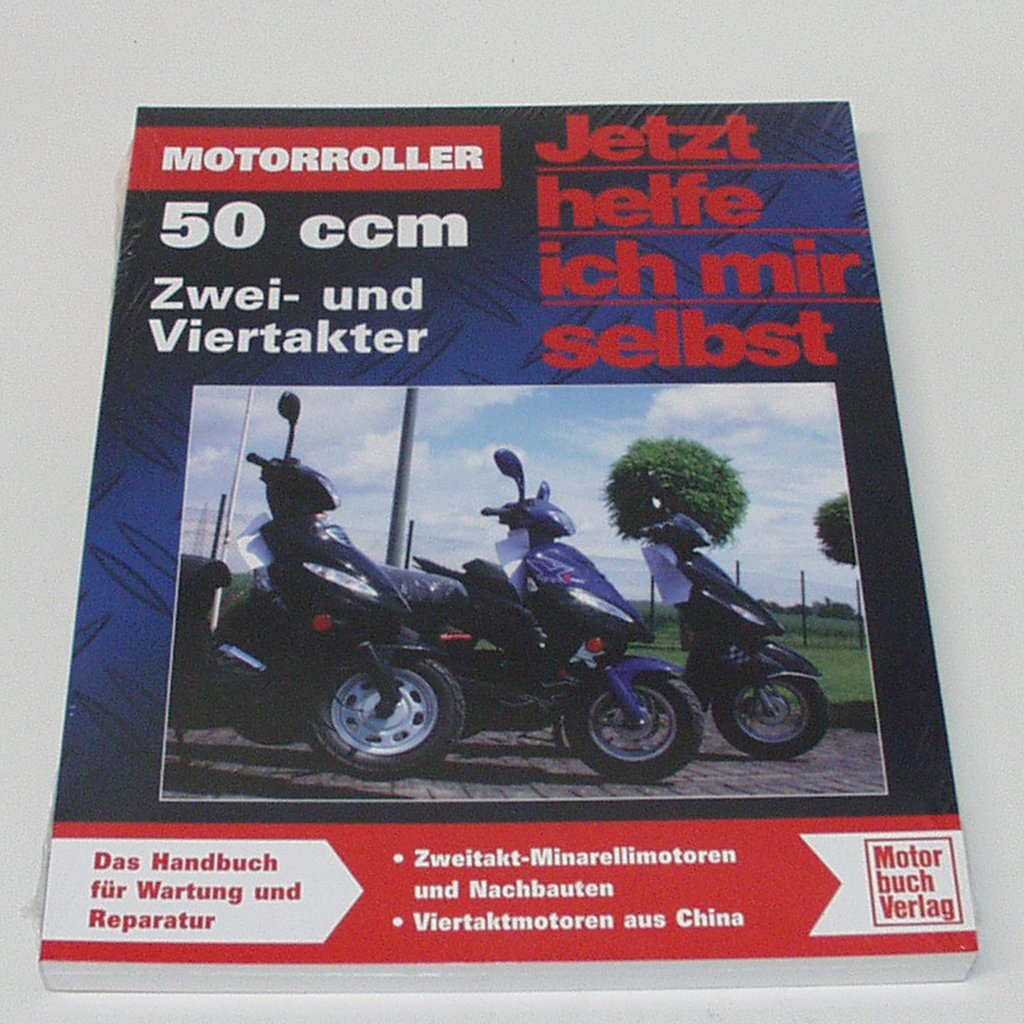 MOTORROLLER
50 ccm
Zwei- und
Viertakter
Jetzt
helfe
ich mir
selbst
Das Handbuch
für Wartung und
Reparatur
• Zweitakt-Minarellimotoren
und Nachbauten
• Viertaktmotoren aus China
Motor
buch
Verlag